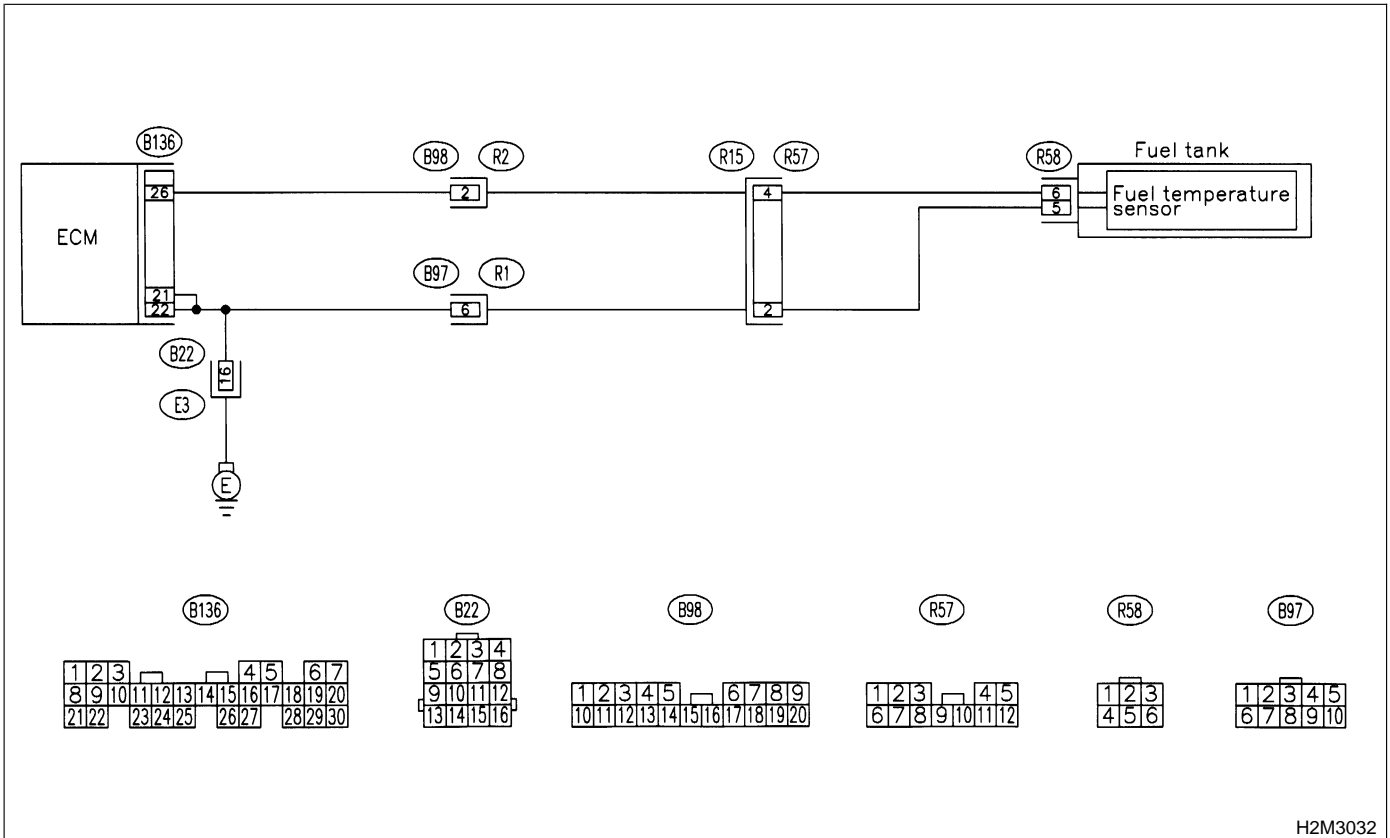 B136
B98 R2
R15 R57
R58
Fuel tank
26
2
4
6
Fuel temperature
sensor
5
ECM
B97 R1
21
22
6
2
B22
16
E3
E
B136
B22
B98
R57
R58
B97
1 2 3 4 5 6 7
8 9 10 11 12 13 14 15 16 17 18 19 20
21 22 23 24 25 26 27 28 29 30
1 2 3 4
5 6 7 8
9 10 11 12
13 14 15 16
1 2 3 4 5 6 7 8 9
10 11 12 13 14 15 16 17 18 19 20
1 2 3 4 5
6 7 8 9 10 11 12
1 2 3
4 5 6
1 2 3 4 5
6 7 8 9 10
H2M3032